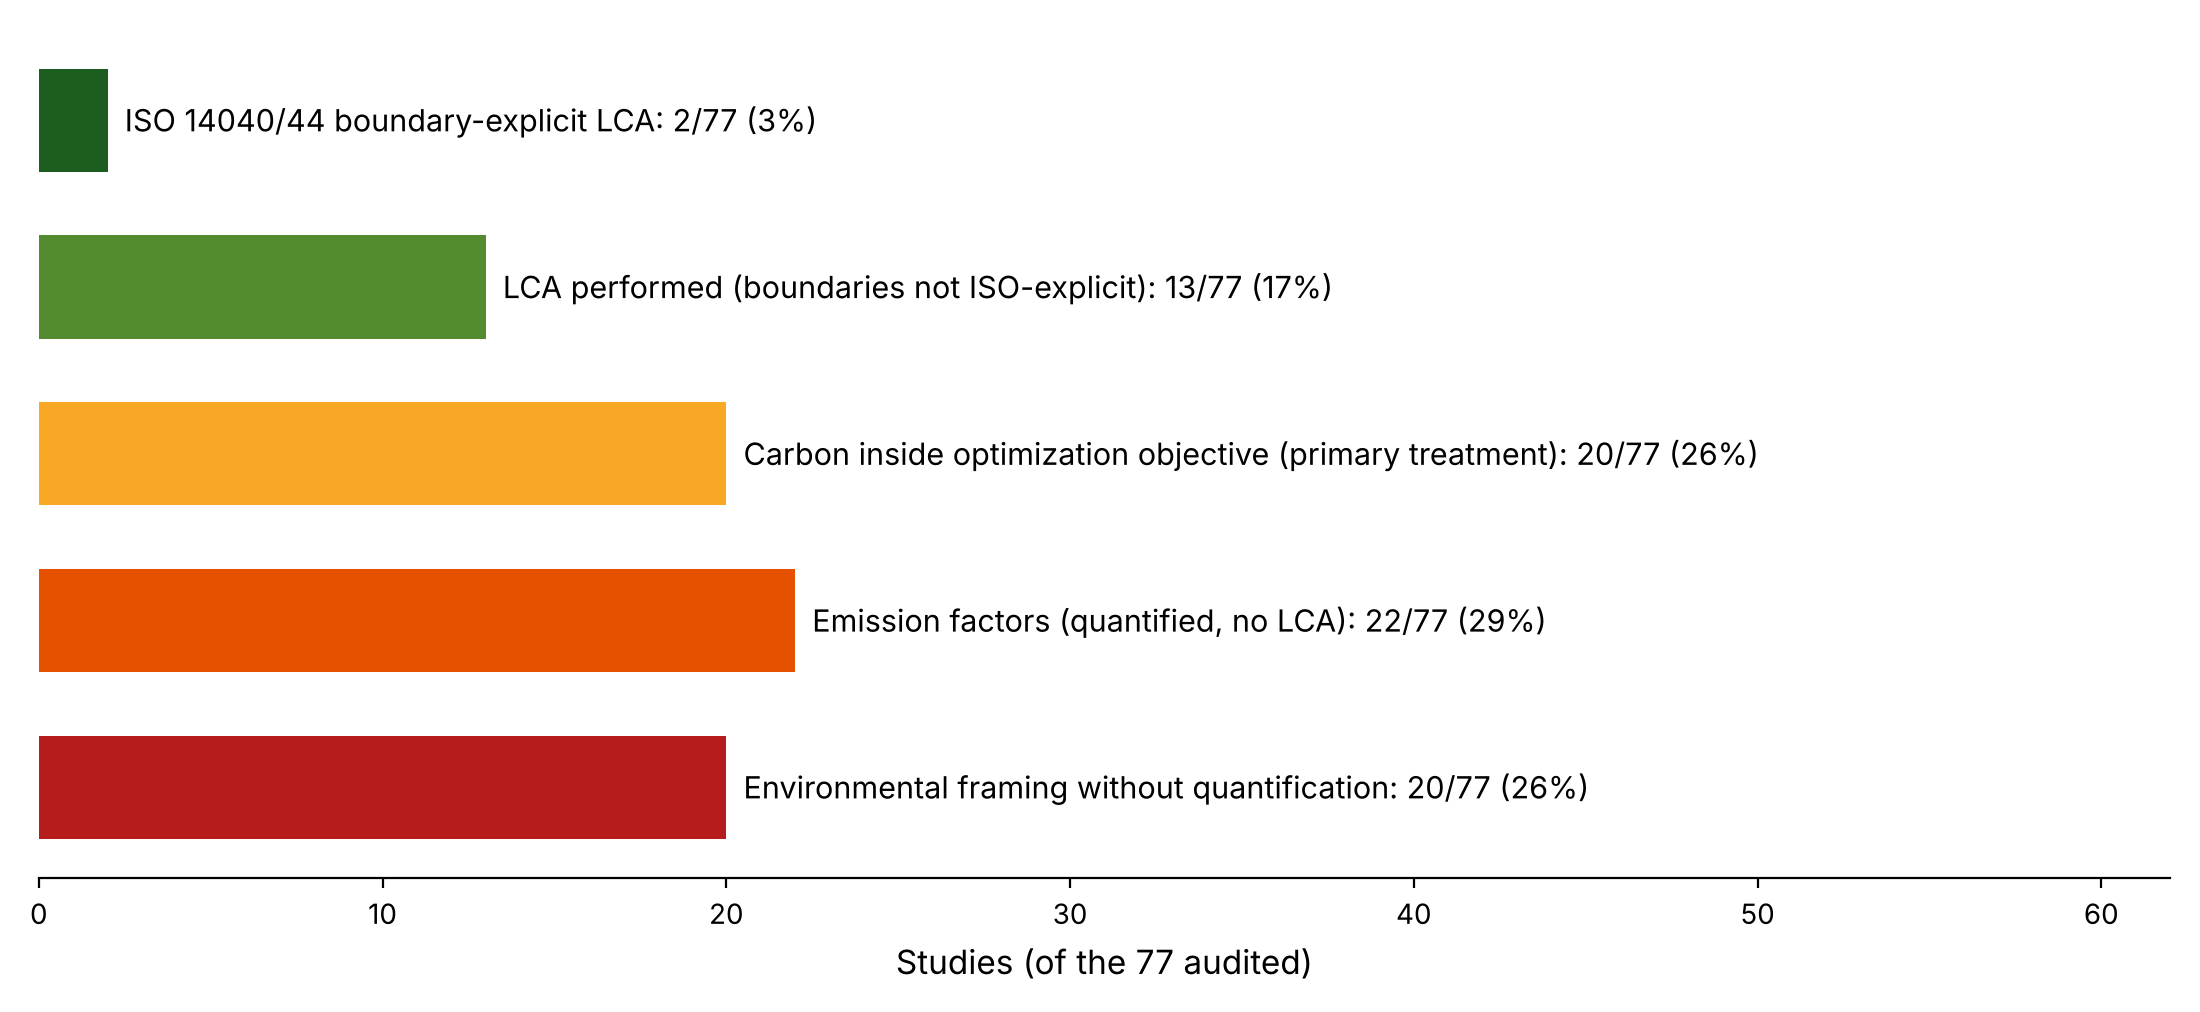 ISO 14040/44 boundary-explicit LCA: 2/77 (3%)
LCA performed (boundaries not ISO-explicit): 13/77 (17%)
Carbon inside optimization objective (primary treatment): 20/77 (26%)
Emission factors (quantified, no LCA): 22/77 (29%)
Environmental framing without quantification: 20/77 (26%)
0 10 20 30 40 50 60
Studies (of the 77 audited)